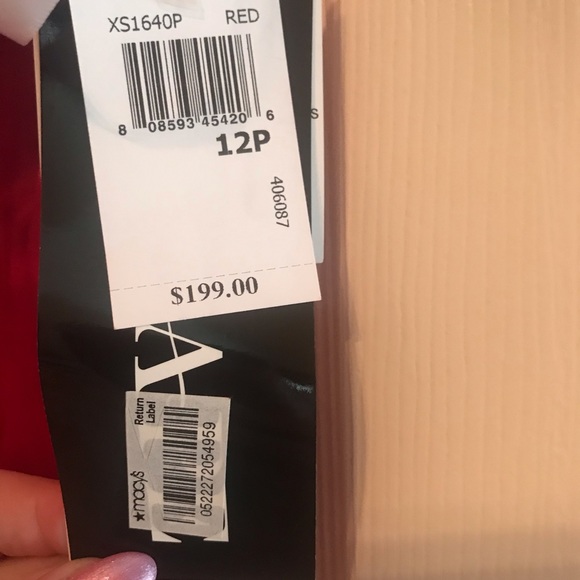 XS1640P RED
8 08593 45420 6
12P
406087
$199.00
S
A
Return
Label
★macy's
0522272054959